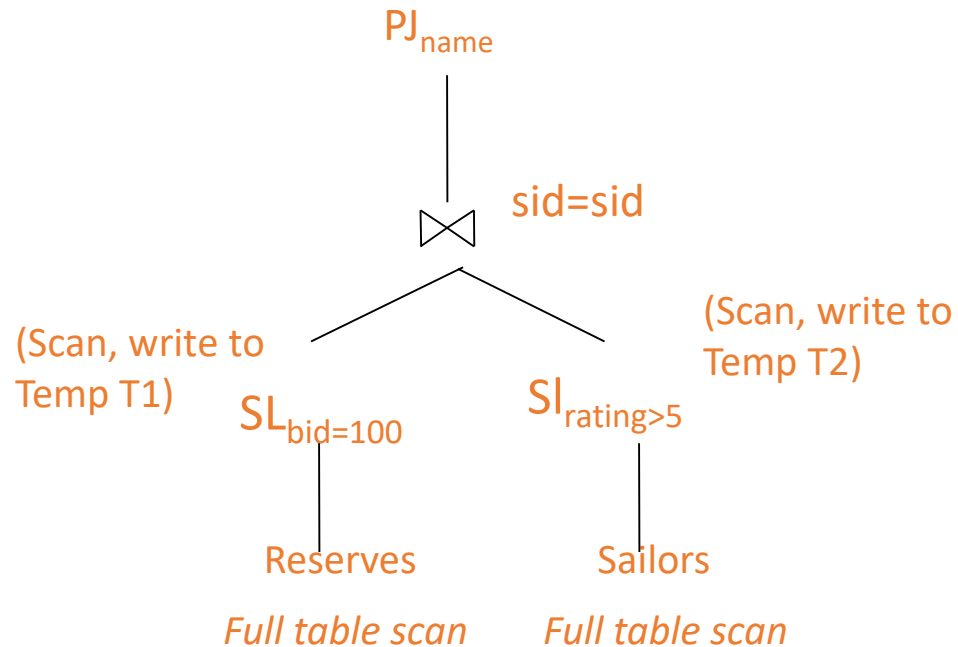 PJname
sid=sid
(Scan, write to
Temp T1)
(Scan, write to
Temp T2)
SLbid=100
Slrating>5
Reserves
Sailors
Full table scan
Full table scan